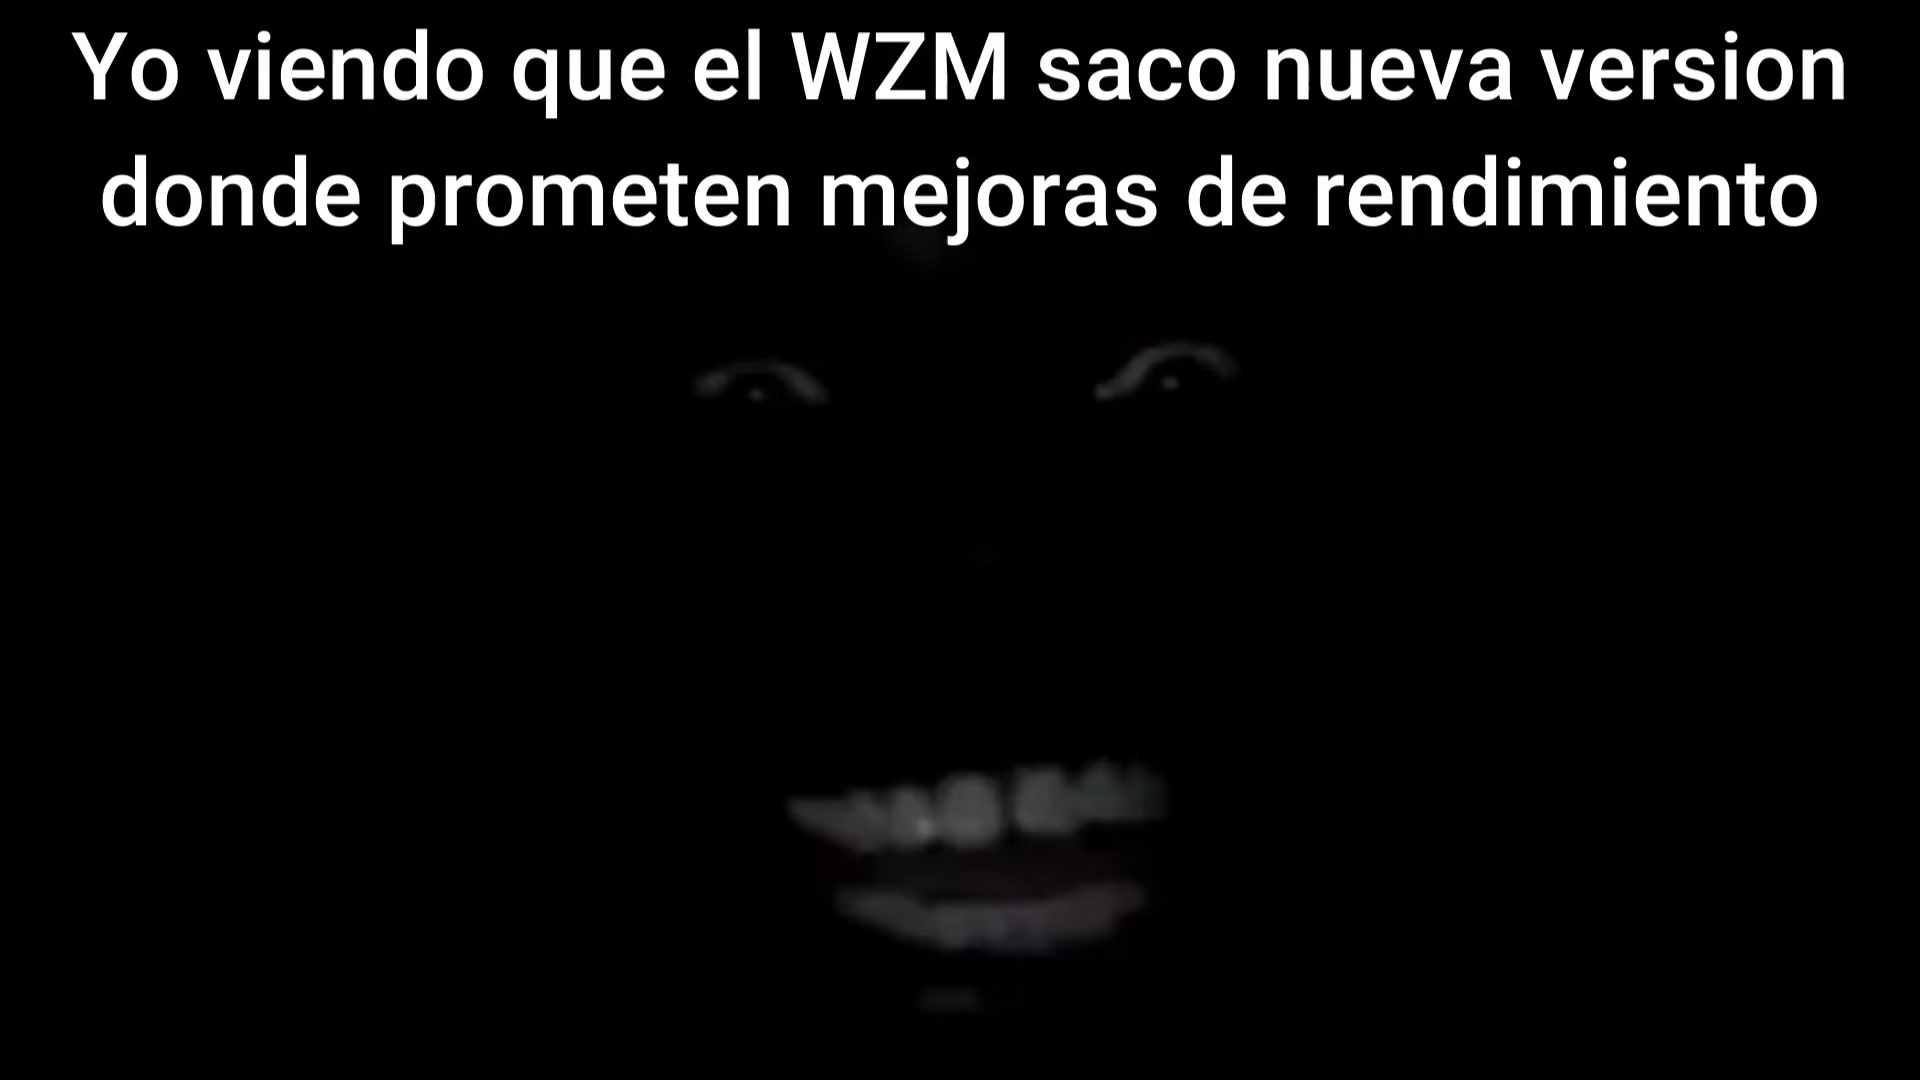 Yo viendo que el WZM saco nueva version
donde prometen mejoras de rendimiento